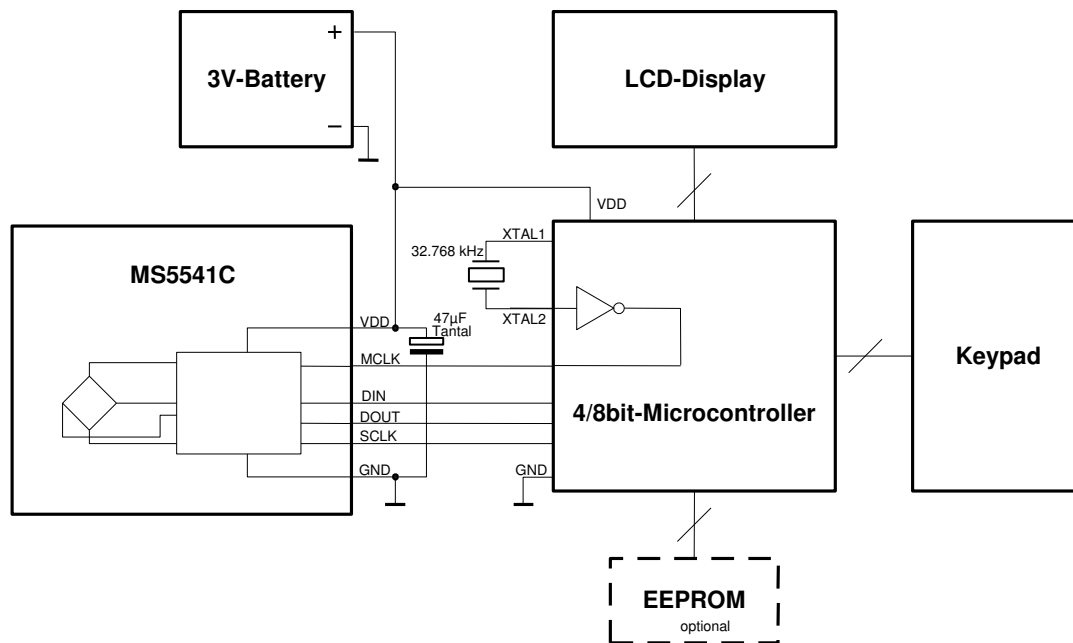 +
3V-Battery
−
LCD-Display
VDD
XTAL1
32.768 kHz
MS5541C
XTAL2
47µF
Tantal
VDD
MCLK
Keypad
DIN
4/8bit-Microcontroller
DOUT
SCLK
GND
GND
EEPROM
optional